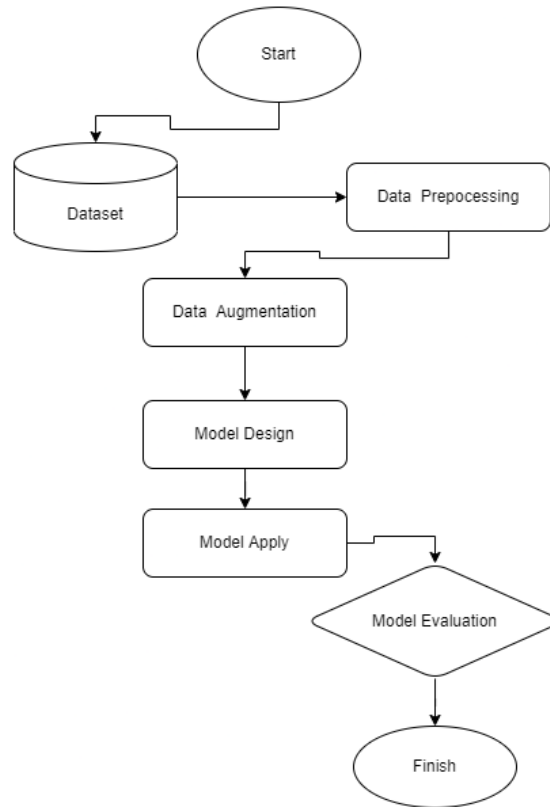 Start
Dataset
Data Prepocessing
Data Augmentation
Model Design
Model Apply
Model Evaluation
Finish